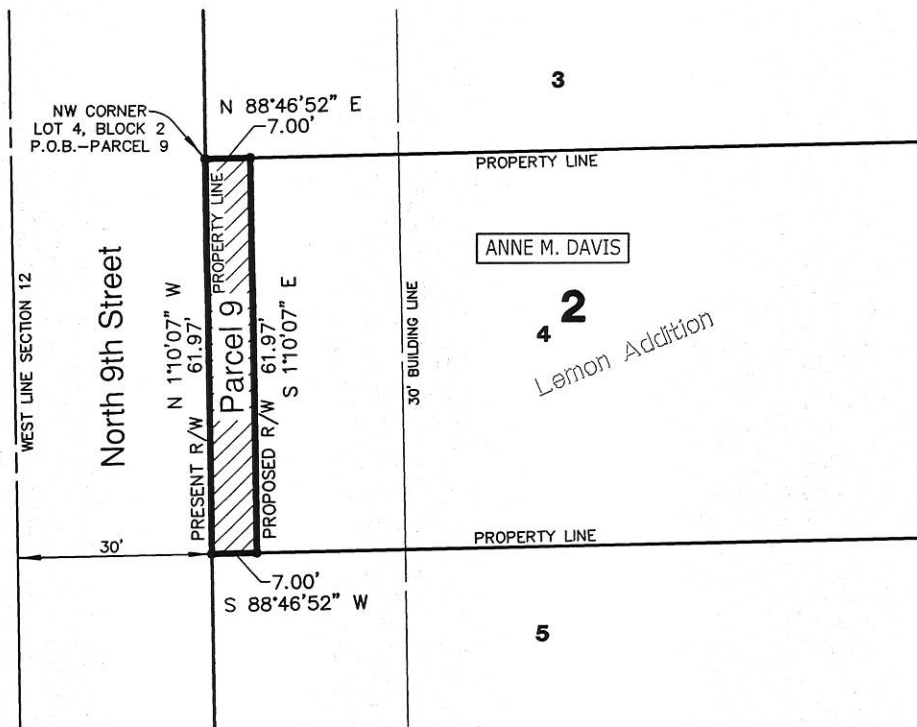 3
N 88°46'52" E
7.00'
NW CORNER
LOT 4, BLOCK 2
P.O.B.-PARCEL 9
PROPERTY LINE
PROPERTY LINE
ANNE M. DAVIS
2
4
Lemon Addition
WEST LINE SECTION 12
North 9th Street
N 1°10'07" W
61.97'
PRESENT R/W
Parcel 9
61.97'
S 1°10'07" E
PROPOSED R/W
30' BUILDING LINE
30'
PROPERTY LINE
7.00'
S 88°46'52" W
5